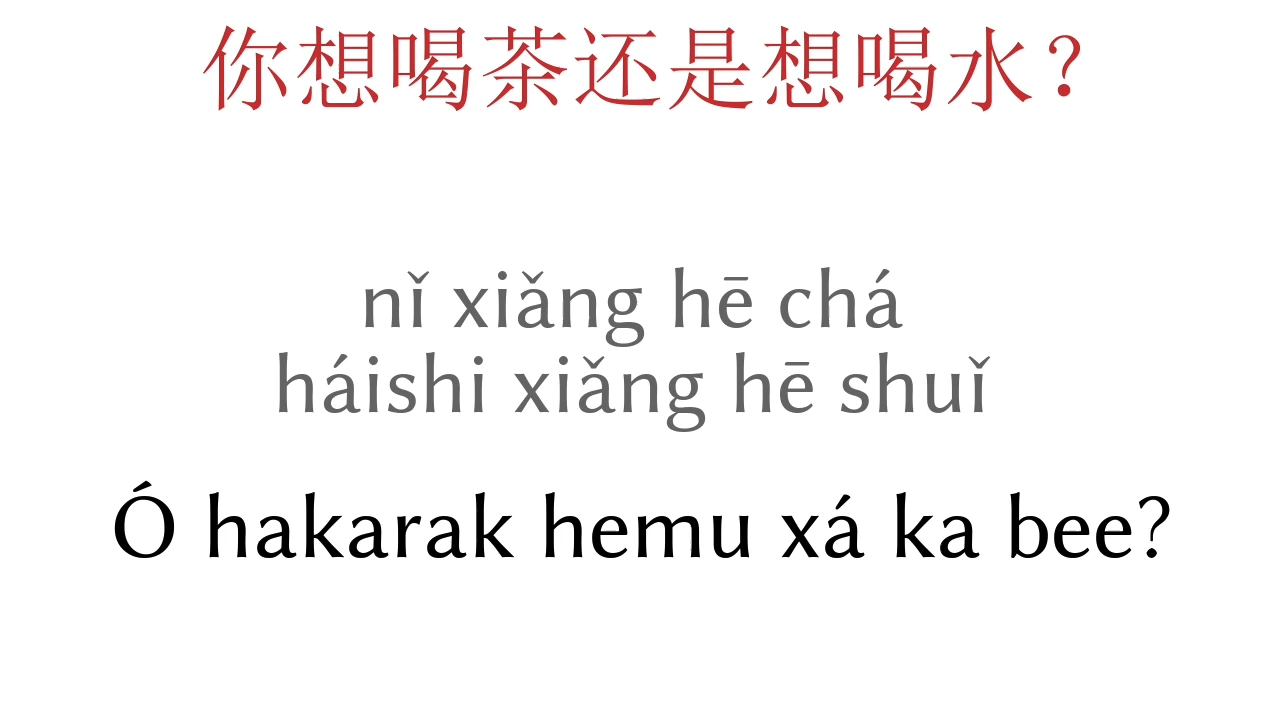 你想喝茶还是想喝水？
nǐ xiǎng hē chá
háishi xiǎng hē shuǐ
Ó hakarak hemu xá ka bee?